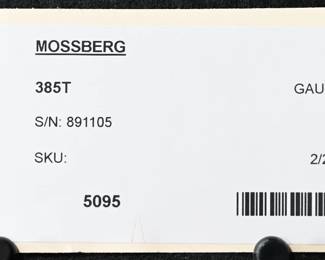 MOSSBERG
385T GAU
S/N: 891105
SKU: 2/2
5095